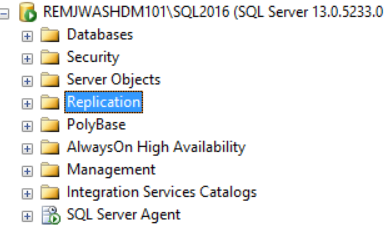 REMJWASHDM101\SQL2016 (SQL Server 13.0.5233.0
Databases
Security
Server Objects
Replication
PolyBase
AlwaysOn High Availability
Management
Integration Services Catalogs
SQL Server Agent